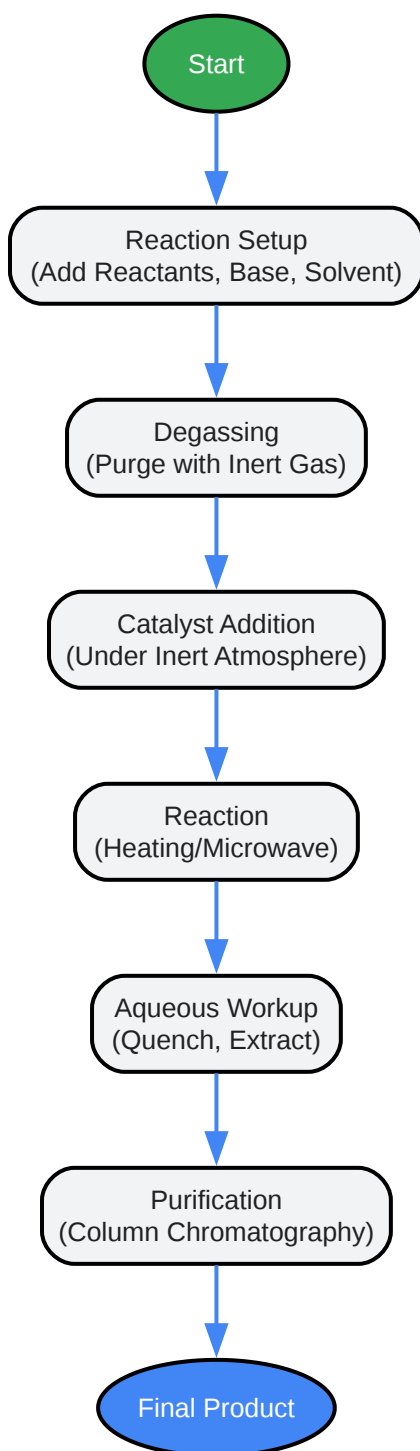 Start
Reaction Setup
(Add Reactants, Base, Solvent)
Degassing
(Purge with Inert Gas)
Catalyst Addition
(Under Inert Atmosphere)
Reaction
(Heating/Microwave)
Aqueous Workup
(Quench, Extract)
Purification
(Column Chromatography)
Final Product